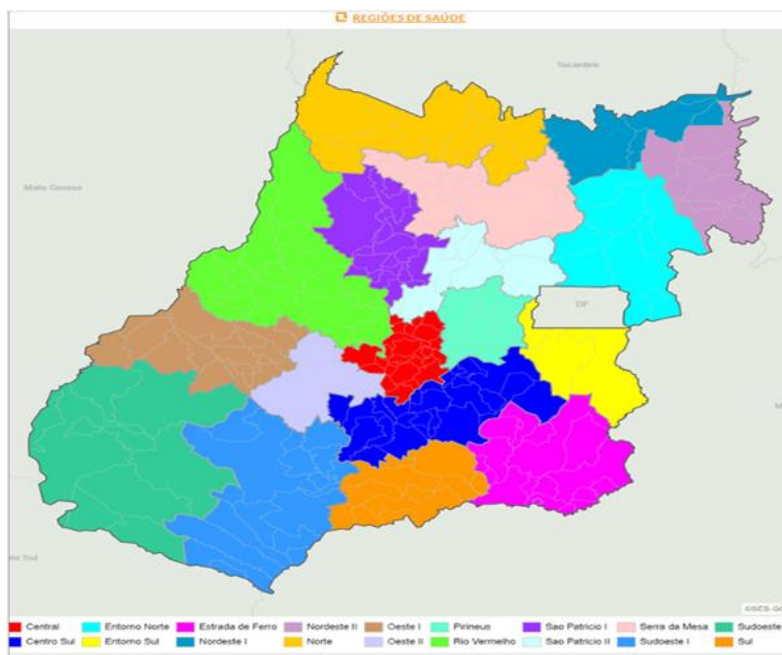 REGIÕES DE SAÚDE
Tocantins
Mato Grosso
DF
©SES-GO
Central
Entorno Norte
Estrada de Ferro
Nordeste II
Oeste I
Pirineus
Sao Patricio I
Serra da Mesa
Sudoeste
Centro Sul
Entorno Sul
Nordeste I
Norte
Oeste II
Rio Vermelho
Sao Patricio II
Sudoeste I
Sul